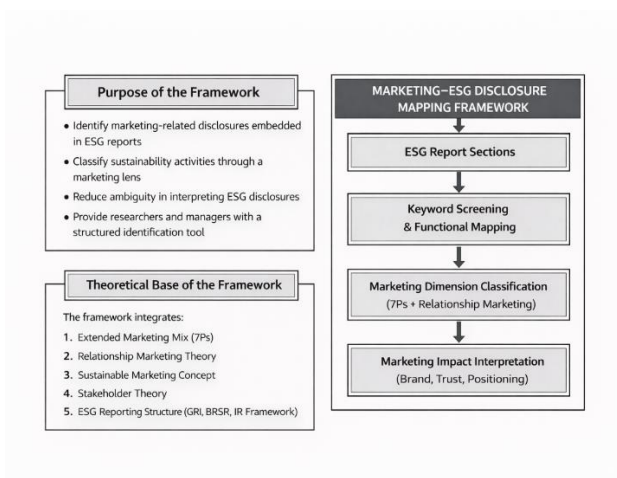 Purpose of the Framework
• Identify marketing-related disclosures embedded
in ESG reports
• Classify sustainability activities through a
marketing lens
• Reduce ambiguity in interpreting ESG disclosures
• Provide researchers and managers with a
structured identification tool
Theoretical Base of the Framework
The framework integrates:
1. Extended Marketing Mix (7Ps)
2. Relationship Marketing Theory
3. Sustainable Marketing Concept
4. Stakeholder Theory
5. ESG Reporting Structure (GRI, BRSR, IR Framework)
MARKETING–ESG DISCLOSURE
MAPPING FRAMEWORK
ESG Report Sections
Keyword Screening
& Functional Mapping
Marketing Dimension Classification
(7Ps + Relationship Marketing)
Marketing Impact Interpretation
(Brand, Trust, Positioning)